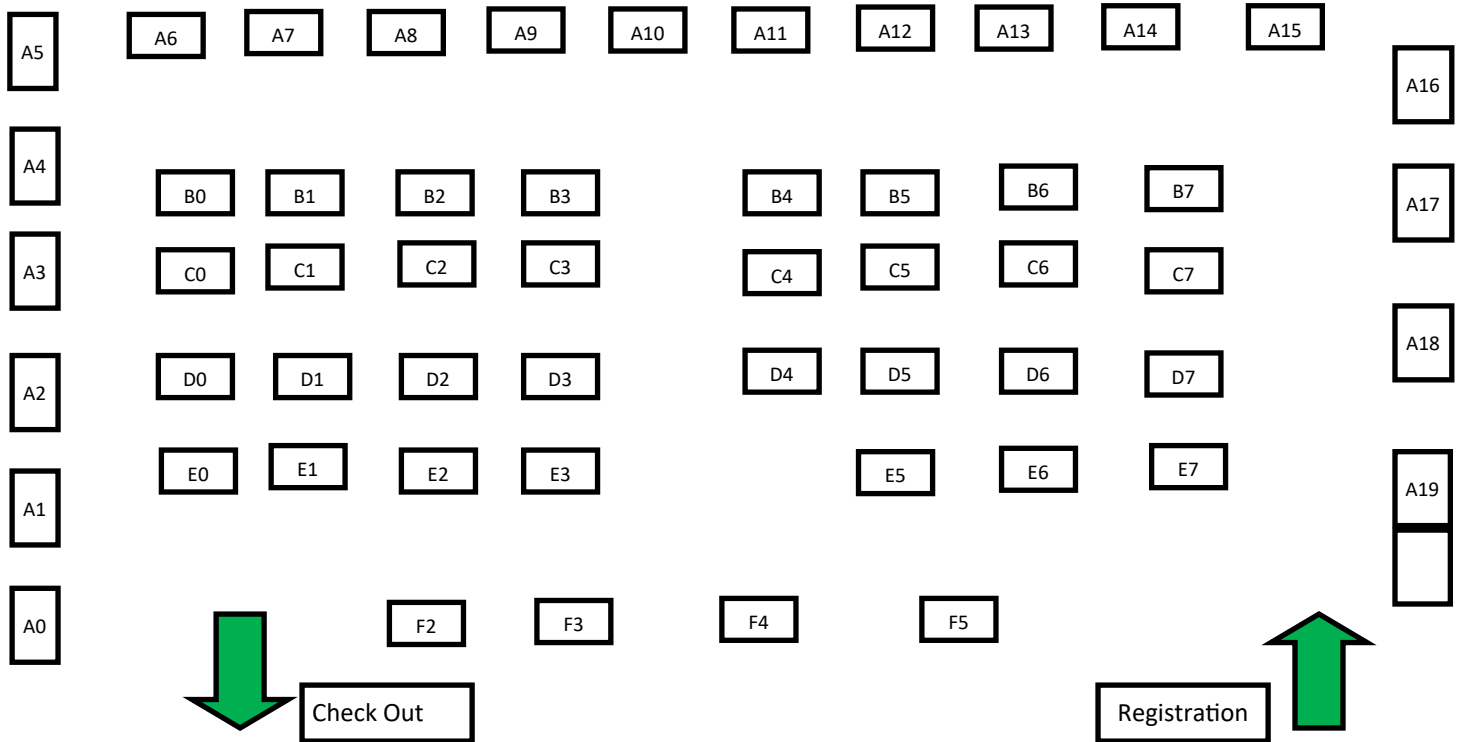 A5 A6 A7 A8 A9 A10 A11 A12 A13 A14 A15
A16
A4
B0 B1 B2 B3 B4 B5 B6 B7 A17
A3 C0 C1 C2 C3 C4 C5 C6 C7
A18
A2 D0 D1 D2 D3 D4 D5 D6 D7
E0 E1 E2 E3 E5 E6 E7 A19
A1
A0 F2 F3 F4 F5
Check Out Registration